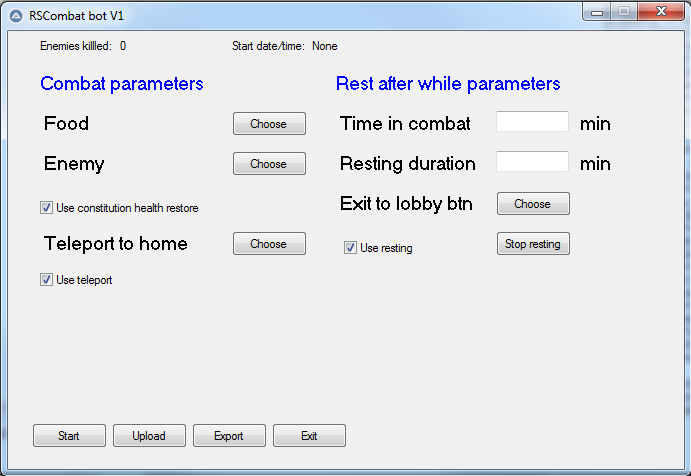 RSCombat bot V1
Enemies killled: 0 Start date/time: None
Combat parameters Rest after while parameters
Food Choose Time in combat min
Enemy Choose Resting duration min
Use constitution health restore Exit to lobby btn Choose
Teleport to home Choose Use resting Stop resting
Use teleport
Start Upload Export Exit